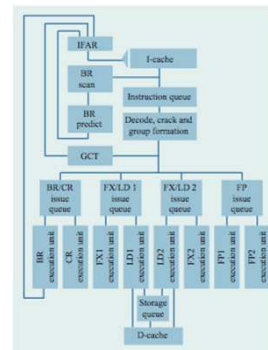 IFAR
I-cache
BR
scan
Instruction queue
BR
predict
Decode, crack and
group formation
GCT
BR/CR
issue
queue
FX/LD 1
issue
queue
FX/LD 2
issue
queue
FP
issue
queue
BR
execution unit
CR
execution unit
FX1
execution unit
LD1
execution unit
LD2
execution unit
FX2
execution unit
FP1
execution unit
FP2
execution unit
Storage
queue
D-cache